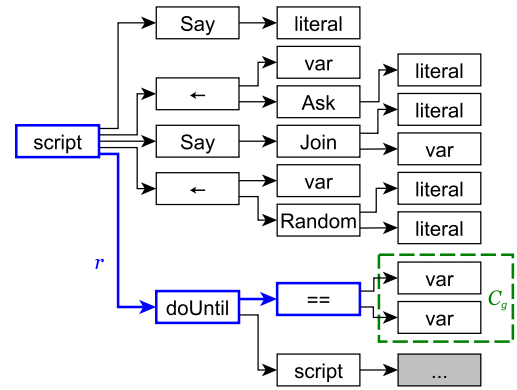 Say literal
var
← literal
Ask
literal
script Say Join
var
← var
literal
Random
literal
r
var
doUntil == C_g
var
script ...